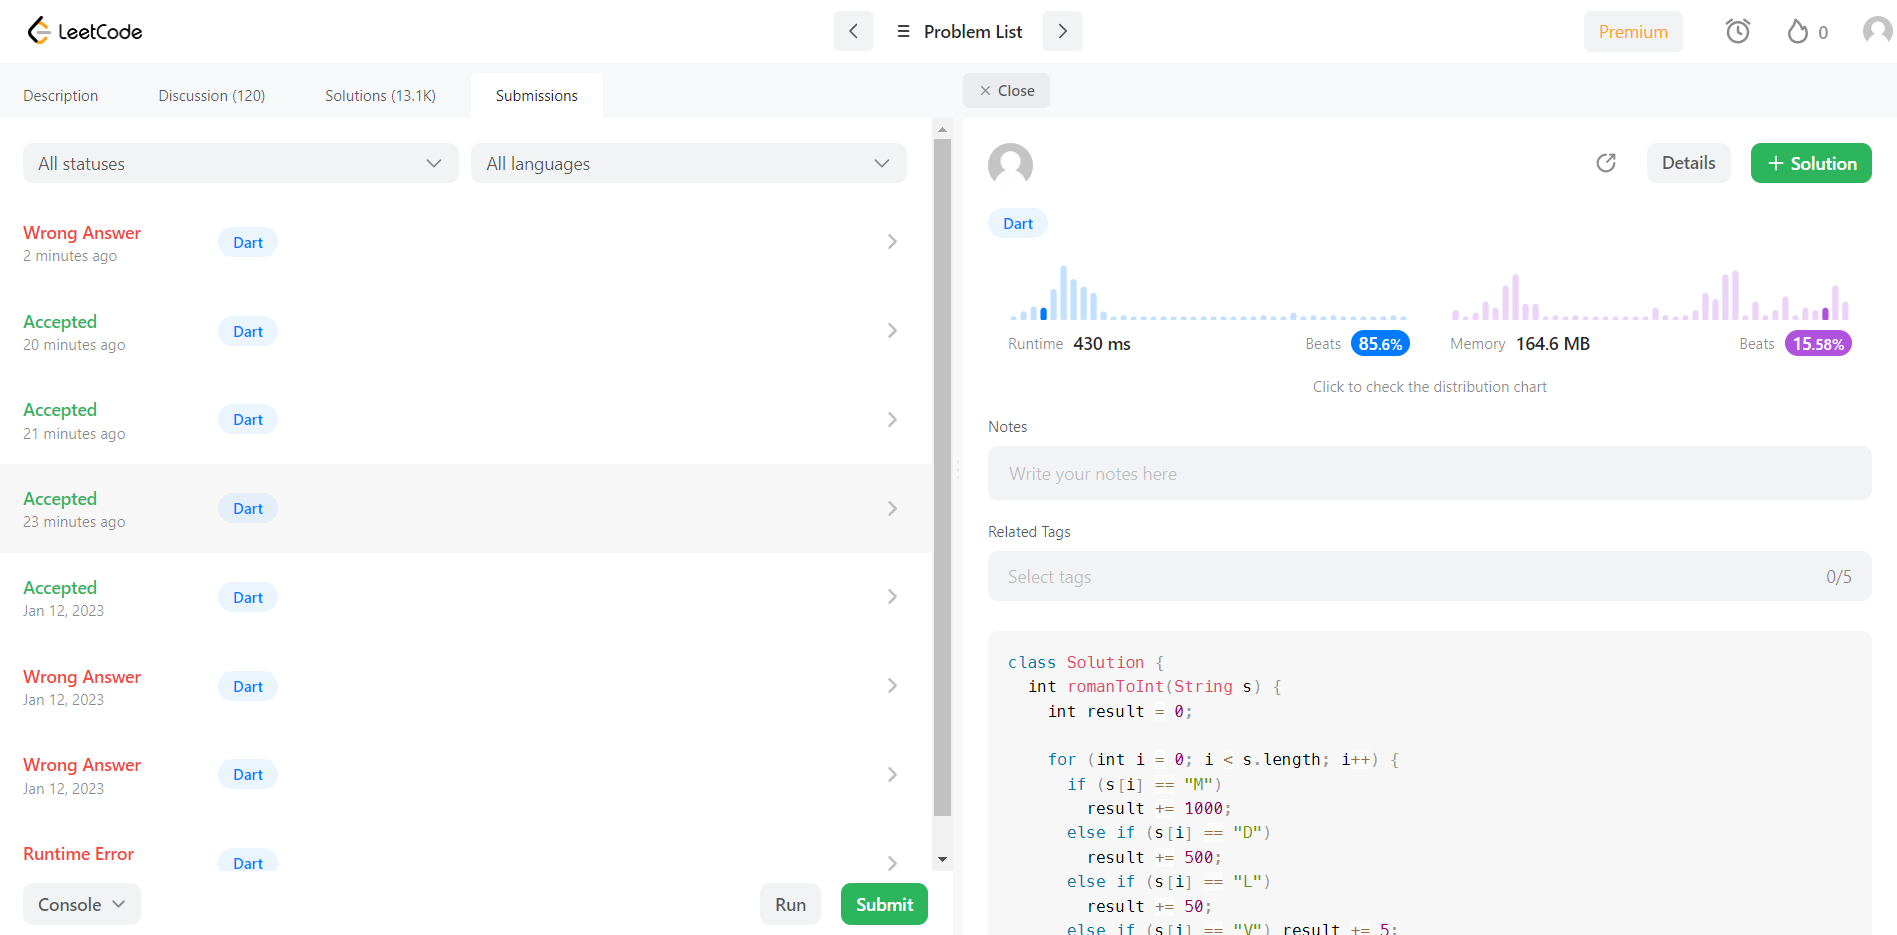 LeetCode
Problem List
Premium
0
Description
Discussion (120)
Solutions (13.1K)
Submissions
Close
All statuses
All languages
Wrong Answer
2 minutes ago
Dart
Accepted
20 minutes ago
Dart
Accepted
21 minutes ago
Dart
Accepted
23 minutes ago
Dart
Accepted
Jan 12, 2023
Dart
Wrong Answer
Jan 12, 2023
Dart
Wrong Answer
Jan 12, 2023
Dart
Runtime Error
Dart
Console
Run
Submit
Details
+ Solution
Dart
Runtime 430 ms
Beats 85.6%
Memory 164.6 MB
Beats 15.58%
Click to check the distribution chart
Notes
Write your notes here
Related Tags
Select tags
0/5
class Solution {
  int romanToInt(String s) {
    int result = 0;

    for (int i = 0; i < s.length; i++) {
      if (s[i] == "M")
        result += 1000;
      else if (s[i] == "D")
        result += 500;
      else if (s[i] == "L")
        result += 50;
      else if (s[i] == "V") result += 5;